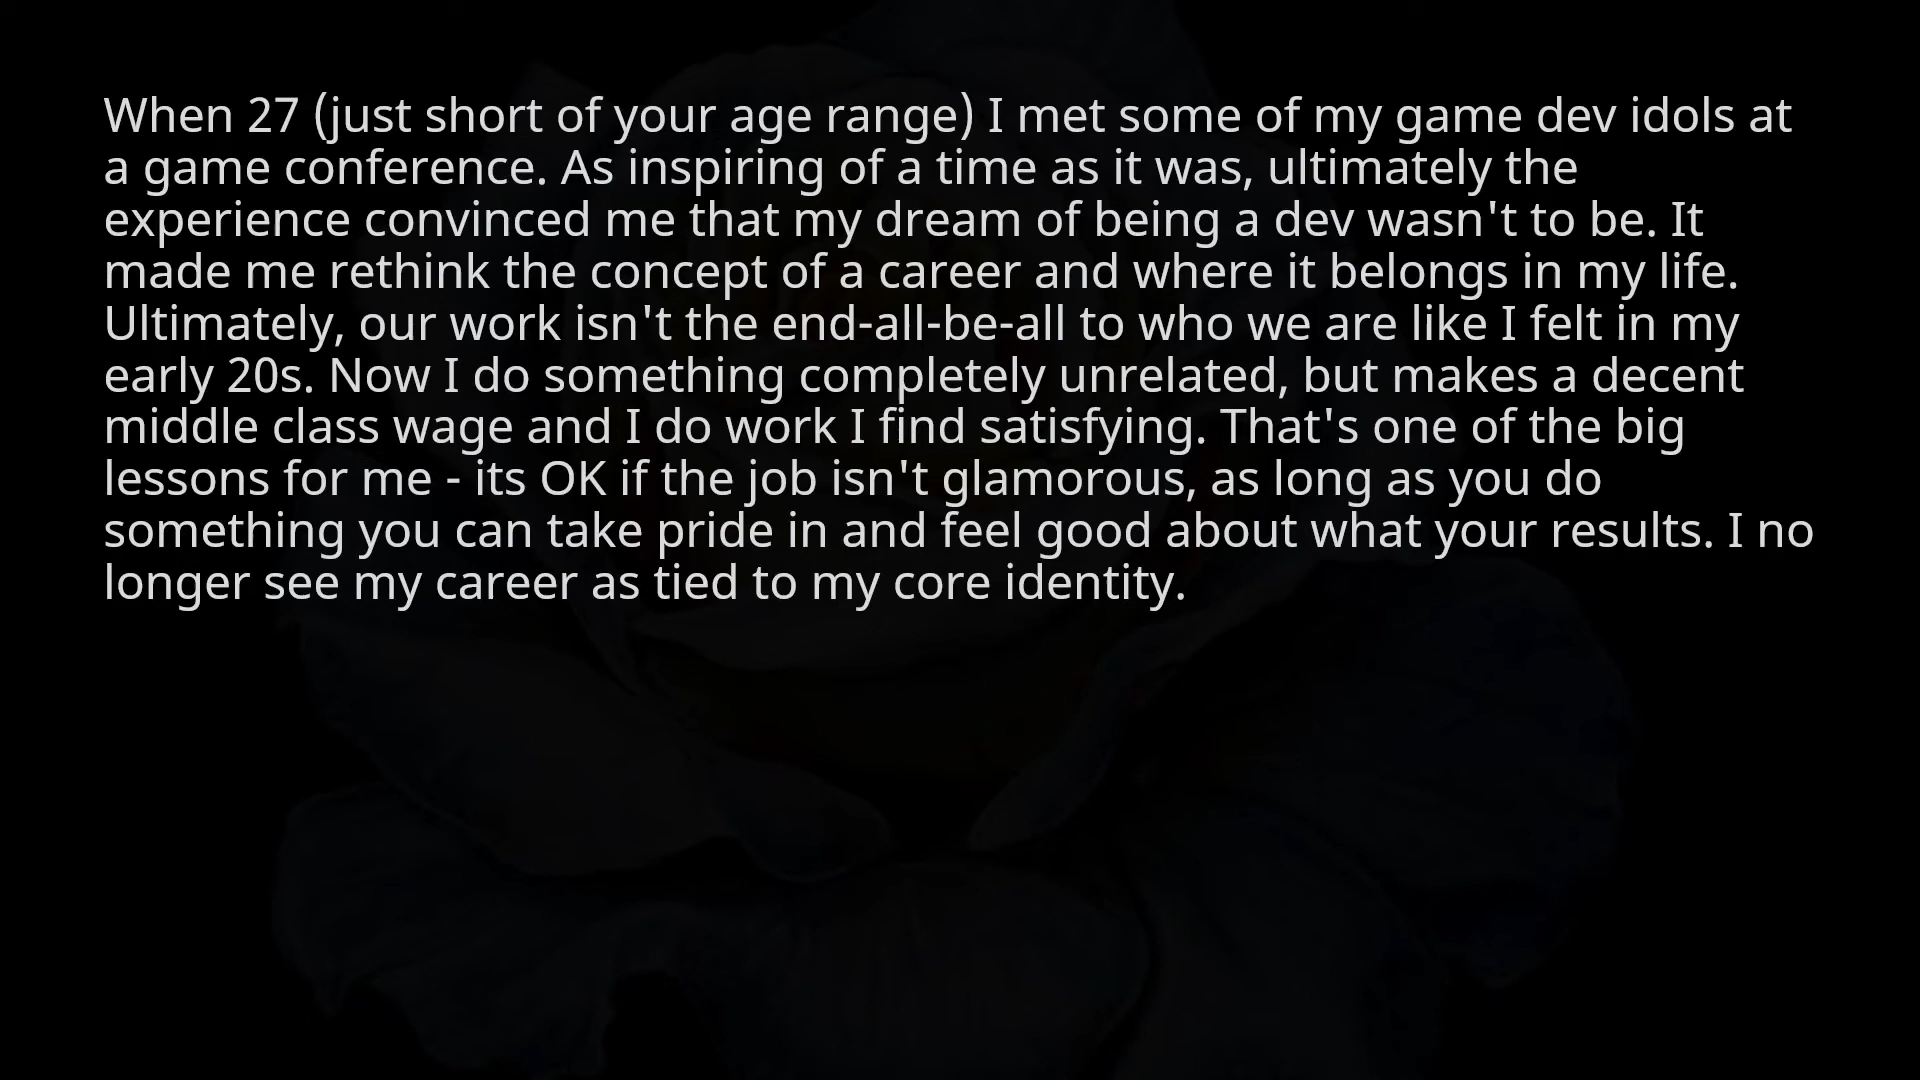 When 27 (just short of your age range) I met some of my game dev idols at
a game conference. As inspiring of a time as it was, ultimately the
experience convinced me that my dream of being a dev wasn't to be. It
made me rethink the concept of a career and where it belongs in my life.
Ultimately, our work isn't the end-all-be-all to who we are like I felt in my
early 20s. Now I do something completely unrelated, but makes a decent
middle class wage and I do work I find satisfying. That's one of the big
lessons for me - its OK if the job isn't glamorous, as long as you do
something you can take pride in and feel good about what your results. I no
longer see my career as tied to my core identity.